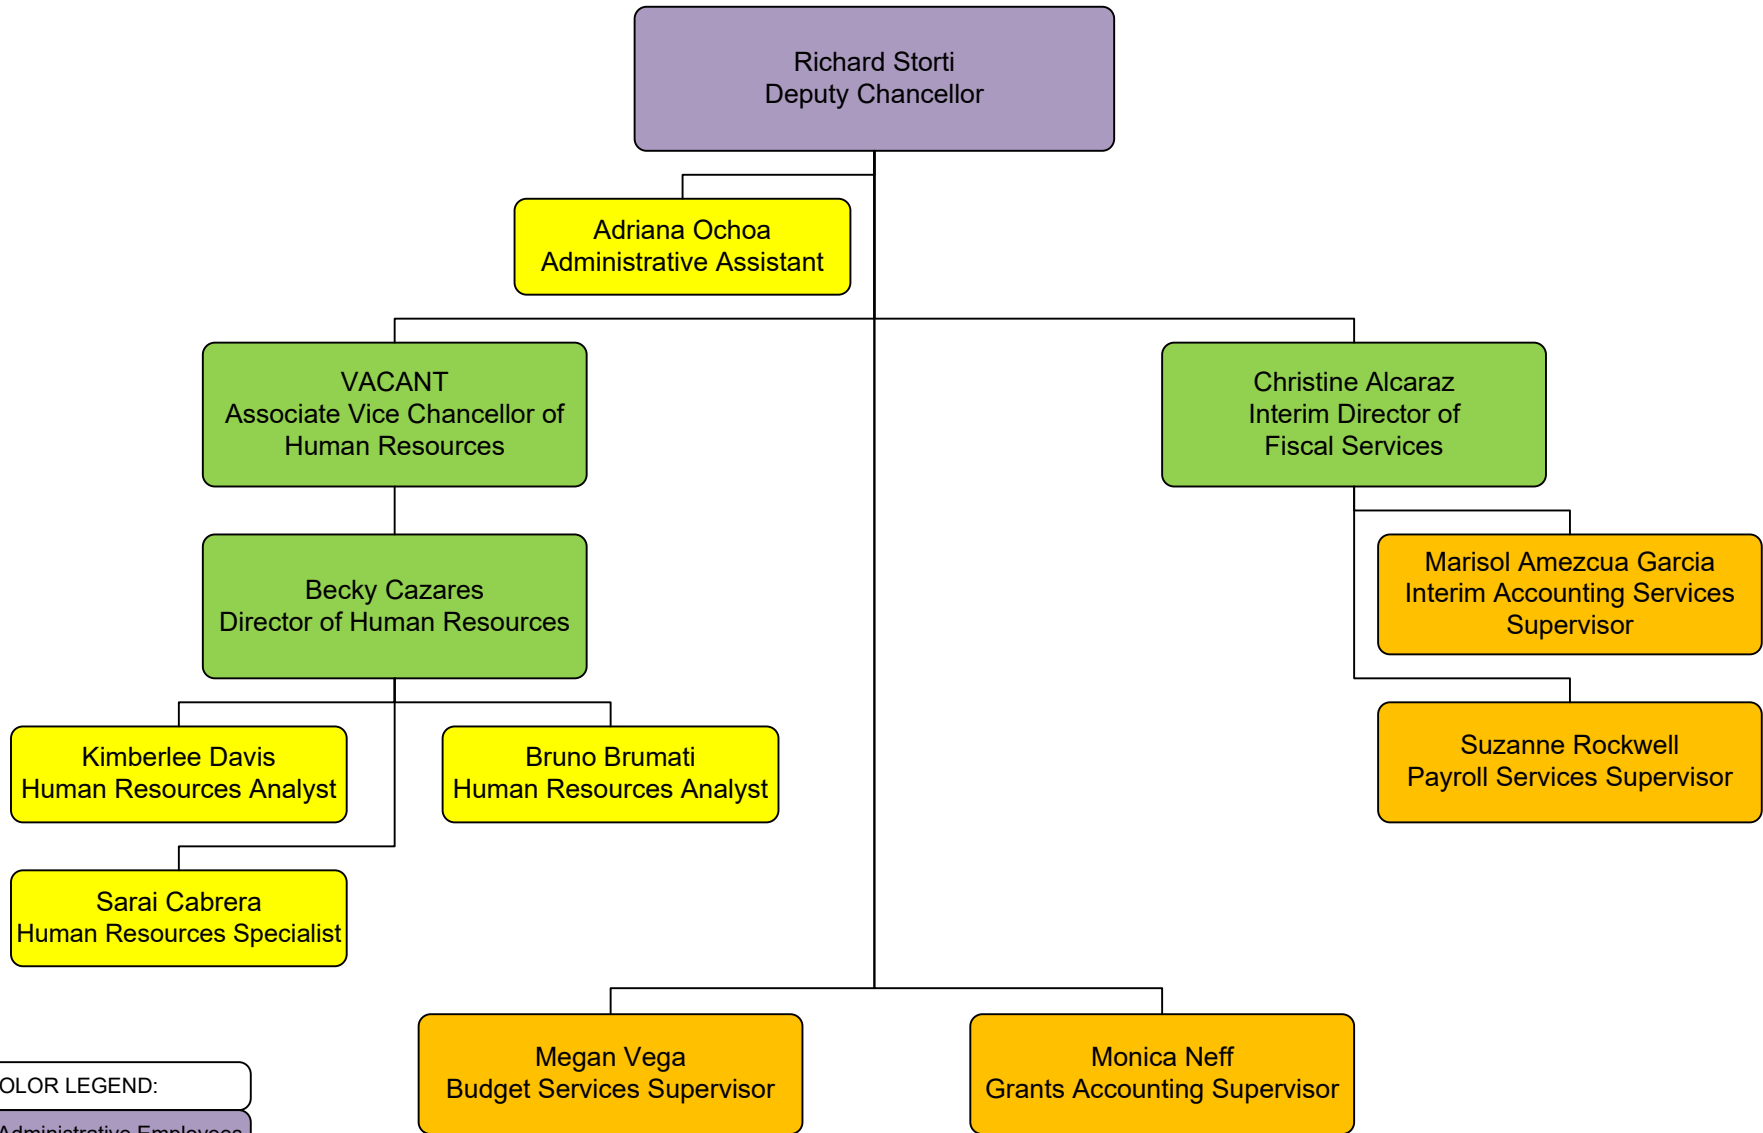 Richard Storti
Deputy Chancellor
Adriana Ochoa
Administrative Assistant
VACANT
Associate Vice Chancellor of
Human Resources
Christine Alcaraz
Interim Director of
Fiscal Services
Becky Cazares
Director of Human Resources
Marisol Amezcua Garcia
Interim Accounting Services
Supervisor
Kimberlee Davis
Human Resources Analyst
Bruno Brumati
Human Resources Analyst
Suzanne Rockwell
Payroll Services Supervisor
Sarai Cabrera
Human Resources Specialist
Megan Vega
Budget Services Supervisor
Monica Neff
Grants Accounting Supervisor
OLOR LEGEND:
Administrative Employees